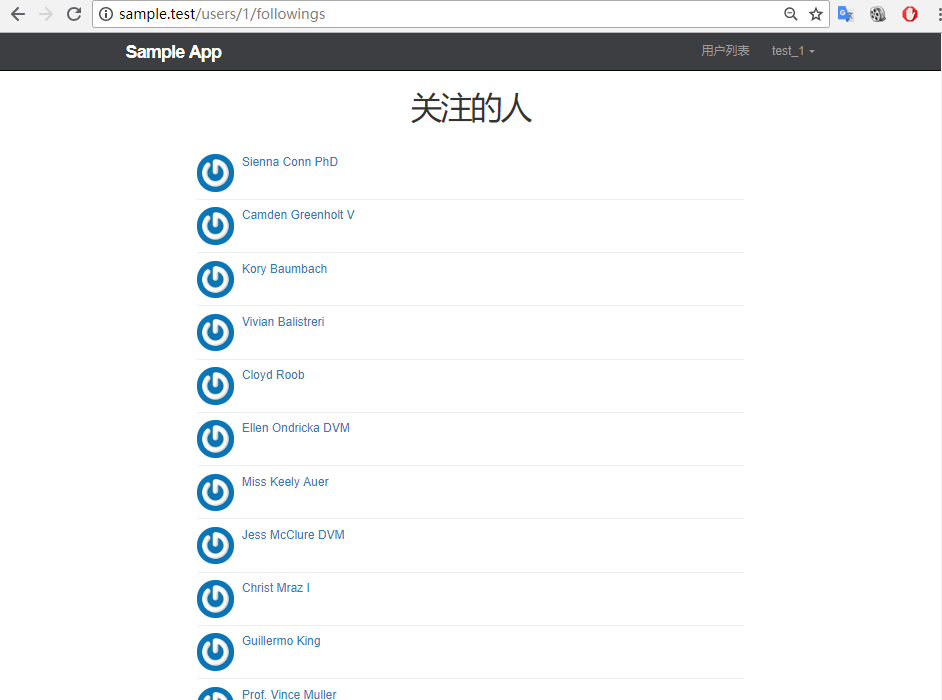 sample.test/users/1/followings
Sample App
用户列表
test_1
关注的人
Sienna Conn PhD
Camden Greenholt V
Kory Baumbach
Vivian Balistreri
Cloyd Roob
Ellen Ondricka DVM
Miss Keely Auer
Jess McClure DVM
Christ Mraz I
Guillermo King
Prof. Vince Muller